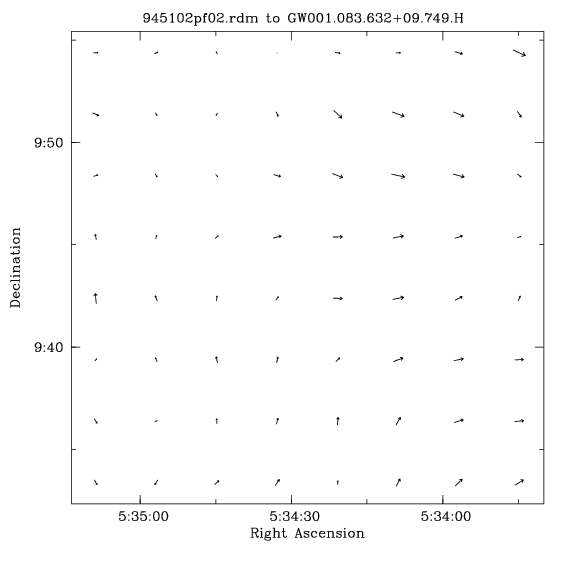 945102pf02.rdm to GW001.083.632+09.749.H
9:50
Declination
9:40
5:35:00 5:34:30 5:34:00
Right Ascension